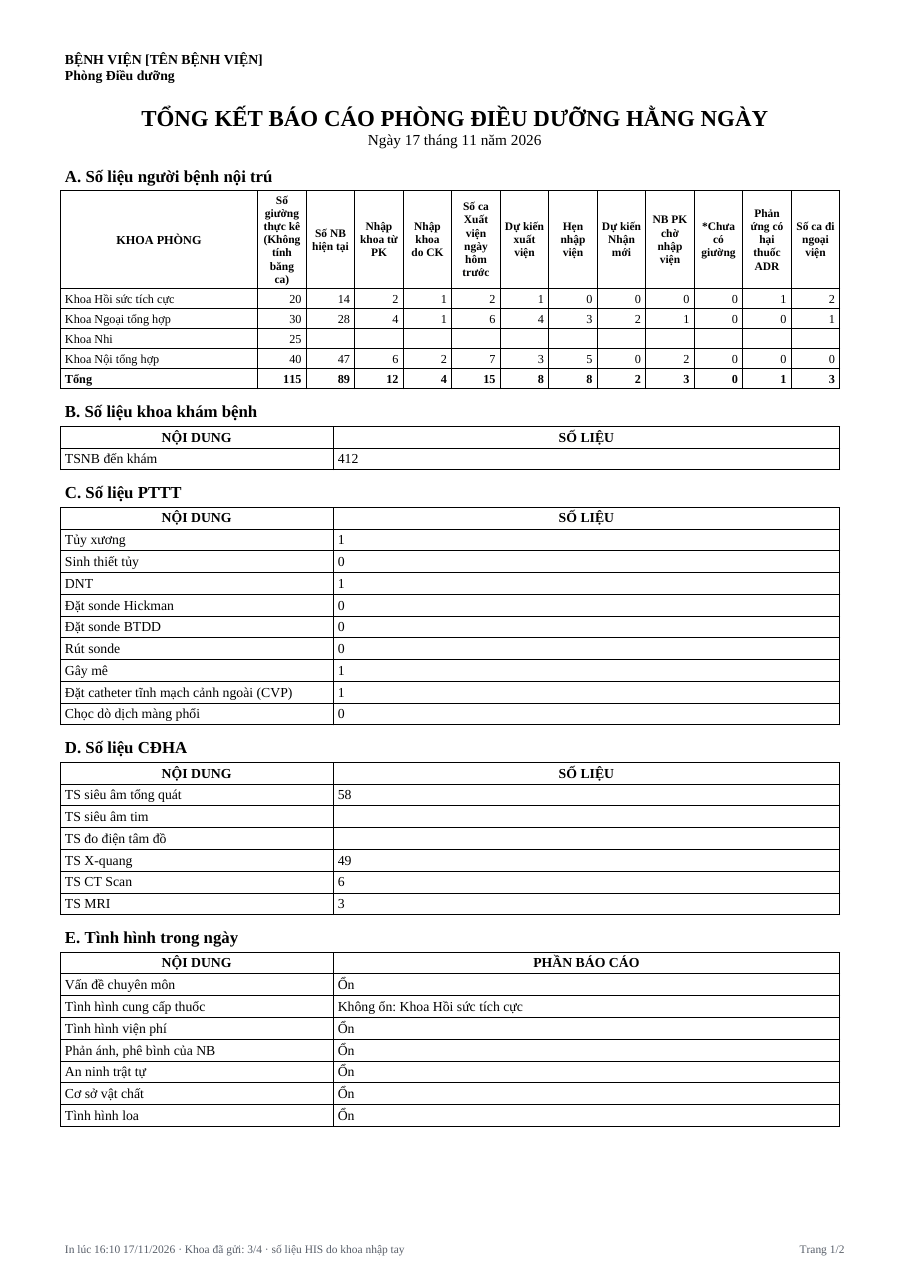 BỆNH VIỆN [TÊN BỆNH VIỆN]
Phòng Điều dưỡng
TỔNG KẾT BÁO CÁO PHÒNG ĐIỀU DƯỠNG HẰNG NGÀY
Ngày 17 tháng 11 năm 2026
A. Số liệu người bệnh nội trú
KHOA PHÒNG Số giường thực kê (Không tính băng ca) Số NB hiện tại Nhập khoa từ PK Nhập khoa do CK Số ca Xuất viện ngày hôm trước Dự kiến xuất viện Hẹn nhập viện Dự kiến Nhận mới NB PK chờ nhập viện *Chưa có giường Phản ứng có hại thuốc ADR Số ca đi ngoại viện
Khoa Hồi sức tích cực 20 14 2 1 2 1 0 0 0 0 1 2
Khoa Ngoại tổng hợp 30 28 4 1 6 4 3 2 1 0 0 1
Khoa Nhi 25
Khoa Nội tổng hợp 40 47 6 2 7 3 5 0 2 0 0 0
Tổng 115 89 12 4 15 8 8 2 3 0 1 3
B. Số liệu khoa khám bệnh
NỘI DUNG SỐ LIỆU
TSNB đến khám 412
C. Số liệu PTTT
NỘI DUNG SỐ LIỆU
Tủy xương 1
Sinh thiết tủy 0
DNT 1
Đặt sonde Hickman 0
Đặt sonde BTDD 0
Rút sonde 0
Gây mê 1
Đặt catheter tĩnh mạch cảnh ngoài (CVP) 1
Chọc dò dịch màng phổi 0
D. Số liệu CĐHA
NỘI DUNG SỐ LIỆU
TS siêu âm tổng quát 58
TS siêu âm tim
TS đo điện tâm đồ
TS X-quang 49
TS CT Scan 6
TS MRI 3
E. Tình hình trong ngày
NỘI DUNG PHẦN BÁO CÁO
Vấn đề chuyên môn Ổn
Tình hình cung cấp thuốc Không ổn: Khoa Hồi sức tích cực
Tình hình viện phí Ổn
Phản ánh, phê bình của NB Ổn
An ninh trật tự Ổn
Cơ sở vật chất Ổn
Tình hình loa Ổn
In lúc 16:10 17/11/2026 · Khoa đã gửi: 3/4 · số liệu HIS do khoa nhập tay Trang 1/2